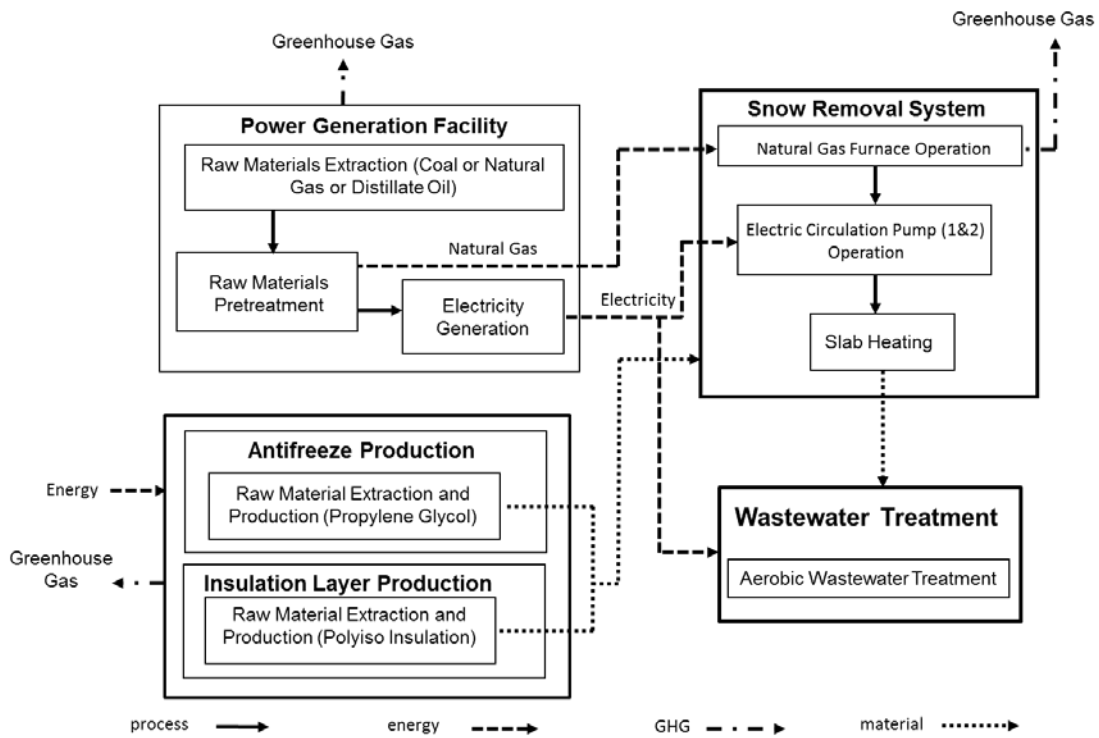 Greenhouse Gas
Greenhouse Gas
Power Generation Facility
Raw Materials Extraction (Coal or Natural
Gas or Distillate Oil)
Raw Materials
Pretreatment
Natural Gas
Electricity
Generation
Electricity
Snow Removal System
Natural Gas Furnace Operation
Electric Circulation Pump (1&2)
Operation
Slab Heating
Antifreeze Production
Raw Material Extraction and
Production (Propylene Glycol)
Energy
Greenhouse
Gas
Insulation Layer Production
Raw Material Extraction and
Production (Polyiso Insulation)
Wastewater Treatment
Aerobic Wastewater Treatment
process
energy
GHG
material